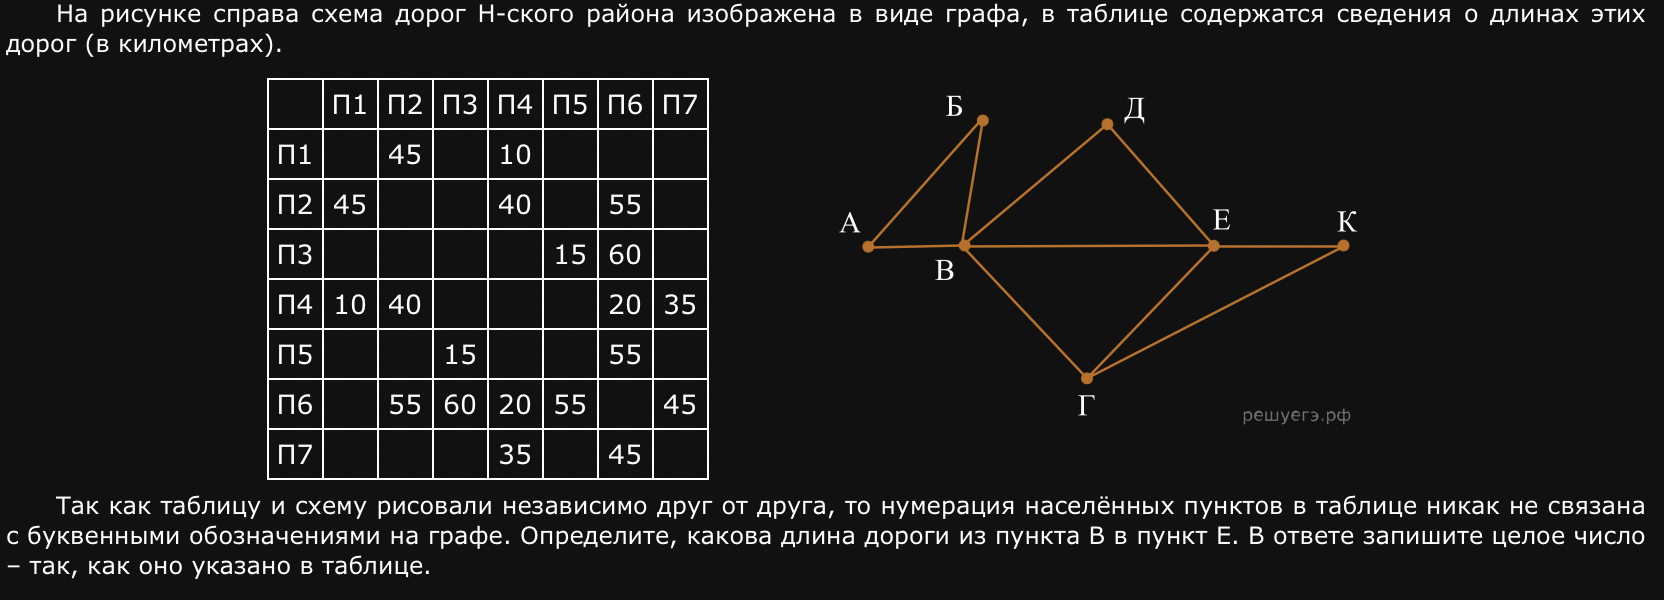 На рисунке справа схема дорог Н-ского района изображена в виде графа, в таблице содержатся сведения о длинах этих
дорог (в километрах).
П1 П2 П3 П4 П5 П6 П7
П1 45 10
П2 45 40 55
П3 15 60
П4 10 40 20 35
П5 15 55
П6 55 60 20 55 45
П7 35 45
Б Д
А Е К
В
Г
решуегэ.рф
Так как таблицу и схему рисовали независимо друг от друга, то нумерация населённых пунктов в таблице никак не связана
с буквенными обозначениями на графе. Определите, какова длина дороги из пункта В в пункт Е. В ответе запишите целое число
– так, как оно указано в таблице.